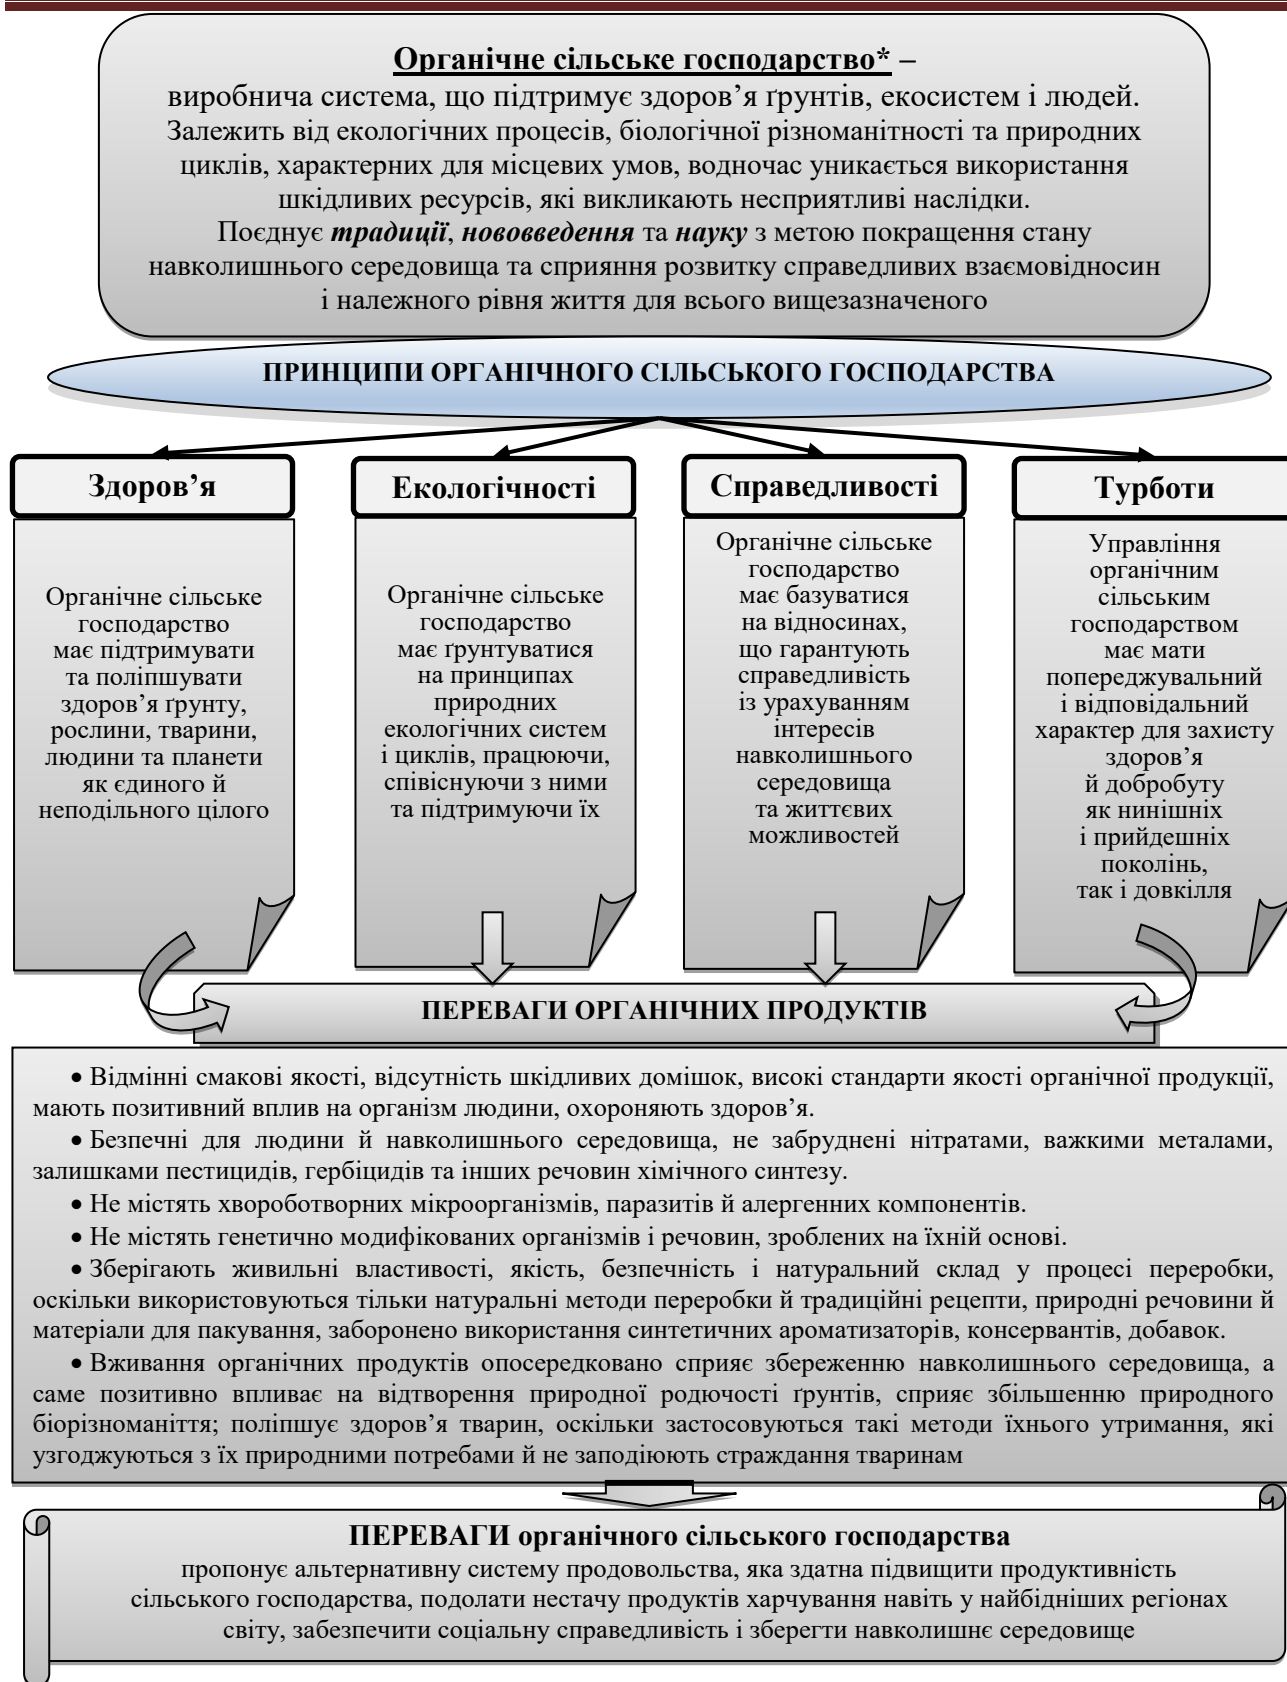 Органічне сільське господарство* –
виробнича система, що підтримує здоров’я ґрунтів, екосистем і людей.
Залежить від екологічних процесів, біологічної різноманітності та природних
циклів, характерних для місцевих умов, водночас уникається використання
шкідливих ресурсів, які викликають несприятливі наслідки.
Поєднує традиції, нововведення та науку з метою покращення стану
навколишнього середовища та сприяння розвитку справедливих взаємовідносин
і належного рівня життя для всього вищезазначеного
ПРИНЦИПИ ОРГАНІЧНОГО СІЛЬСЬКОГО ГОСПОДАРСТВА
Здоров’я
Органічне сільське
господарство
має підтримувати
та поліпшувати
здоров’я ґрунту,
рослини, тварини,
людини та планети
як єдиного й
неподільного цілого
Екологічності
Органічне сільське
господарство
має ґрунтуватися
на принципах
природних
екологічних систем
і циклів, працюючи,
співіснуючи з ними
та підтримуючи їх
Справедливості
Органічне сільське
господарство
має базуватися
на відносинах,
що гарантують
справедливість
із урахуванням
інтересів
навколишнього
середовища
та життєвих
можливостей
Турботи
Управління
органічним
сільським
господарством
має мати
попереджувальний
і відповідальний
характер для захисту
здоров’я
й добробуту
як нинішніх
і прийдешніх
поколінь,
так і довкілля
ПЕРЕВАГИ ОРГАНІЧНИХ ПРОДУКТІВ
• Відмінні смакові якості, відсутність шкідливих домішок, високі стандарти якості органічної продукції,
мають позитивний вплив на організм людини, охороняють здоров’я.
• Безпечні для людини й навколишнього середовища, не забруднені нітратами, важкими металами,
залишками пестицидів, гербіцидів та інших речовин хімічного синтезу.
• Не містять хвороботворних мікроорганізмів, паразитів й алергенних компонентів.
• Не містять генетично модифікованих організмів і речовин, зроблених на їхній основі.
• Зберігають живильні властивості, якість, безпечність і натуральний склад у процесі переробки,
оскільки використовуються тільки натуральні методи переробки й традиційні рецепти, природні речовини й
матеріали для пакування, заборонено використання синтетичних ароматизаторів, консервантів, добавок.
• Вживання органічних продуктів опосередковано сприяє збереженню навколишнього середовища, а
саме позитивно впливає на відтворення природної родючості ґрунтів, сприяє збільшенню природного
біорізноманіття; поліпшує здоров’я тварин, оскільки застосовуються такі методи їхнього утримання, які
узгоджуються з їх природними потребами й не заподіюють страждання тваринам
ПЕРЕВАГИ органічного сільського господарства
пропонує альтернативну систему продовольства, яка здатна підвищити продуктивність
сільського господарства, подолати нестачу продуктів харчування навіть у найбідніших регіонах
світу, забезпечити соціальну справедливість і зберегти навколишнє середовище